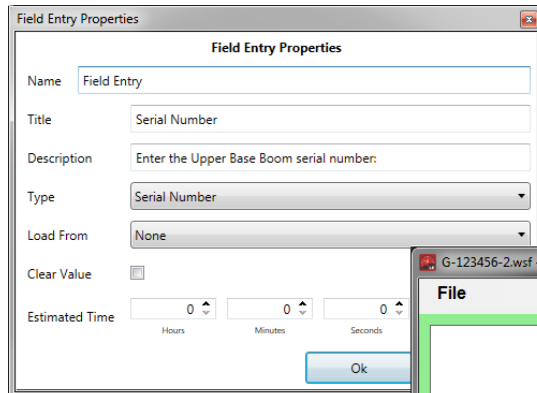 Field Entry Properties
Field Entry Properties
Name Field Entry
Title Serial Number
Description Enter the Upper Base Boom serial number:
Type Serial Number
Load From None
G-123456-2.wsf
Clear Value
File
Estimated Time 0 0 0
Hours Minutes Seconds
Ok